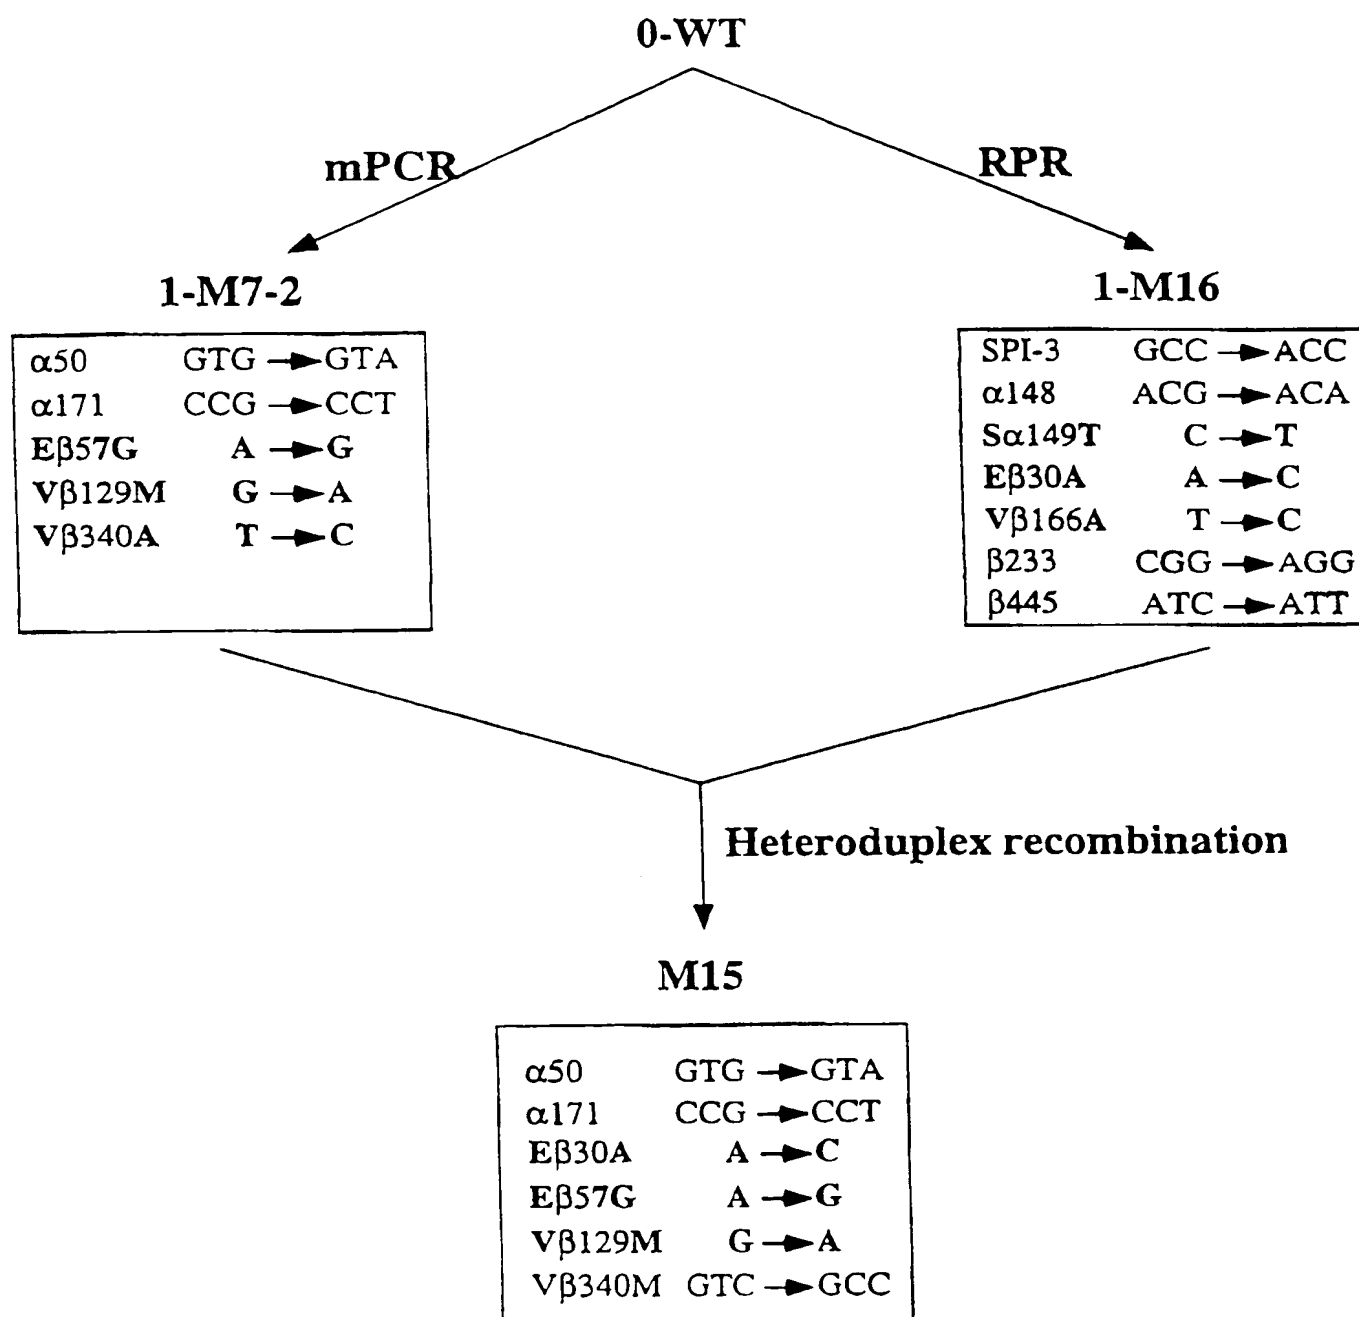 0-WT
mPCR
RPR
1-M7-2
α50 GTG → GTA
α171 CCG → CCT
Eβ57G A → G
Vβ129M G → A
Vβ340A T → C
1-M16
SPI-3 GCC → ACC
α148 ACG → ACA
Sα149T C → T
Eβ30A A → C
Vβ166A T → C
β233 CGG → AGG
β445 ATC → ATT
Heteroduplex recombination
M15
α50 GTG → GTA
α171 CCG → CCT
Eβ30A A → C
Eβ57G A → G
Vβ129M G → A
Vβ340M GTC → GCC